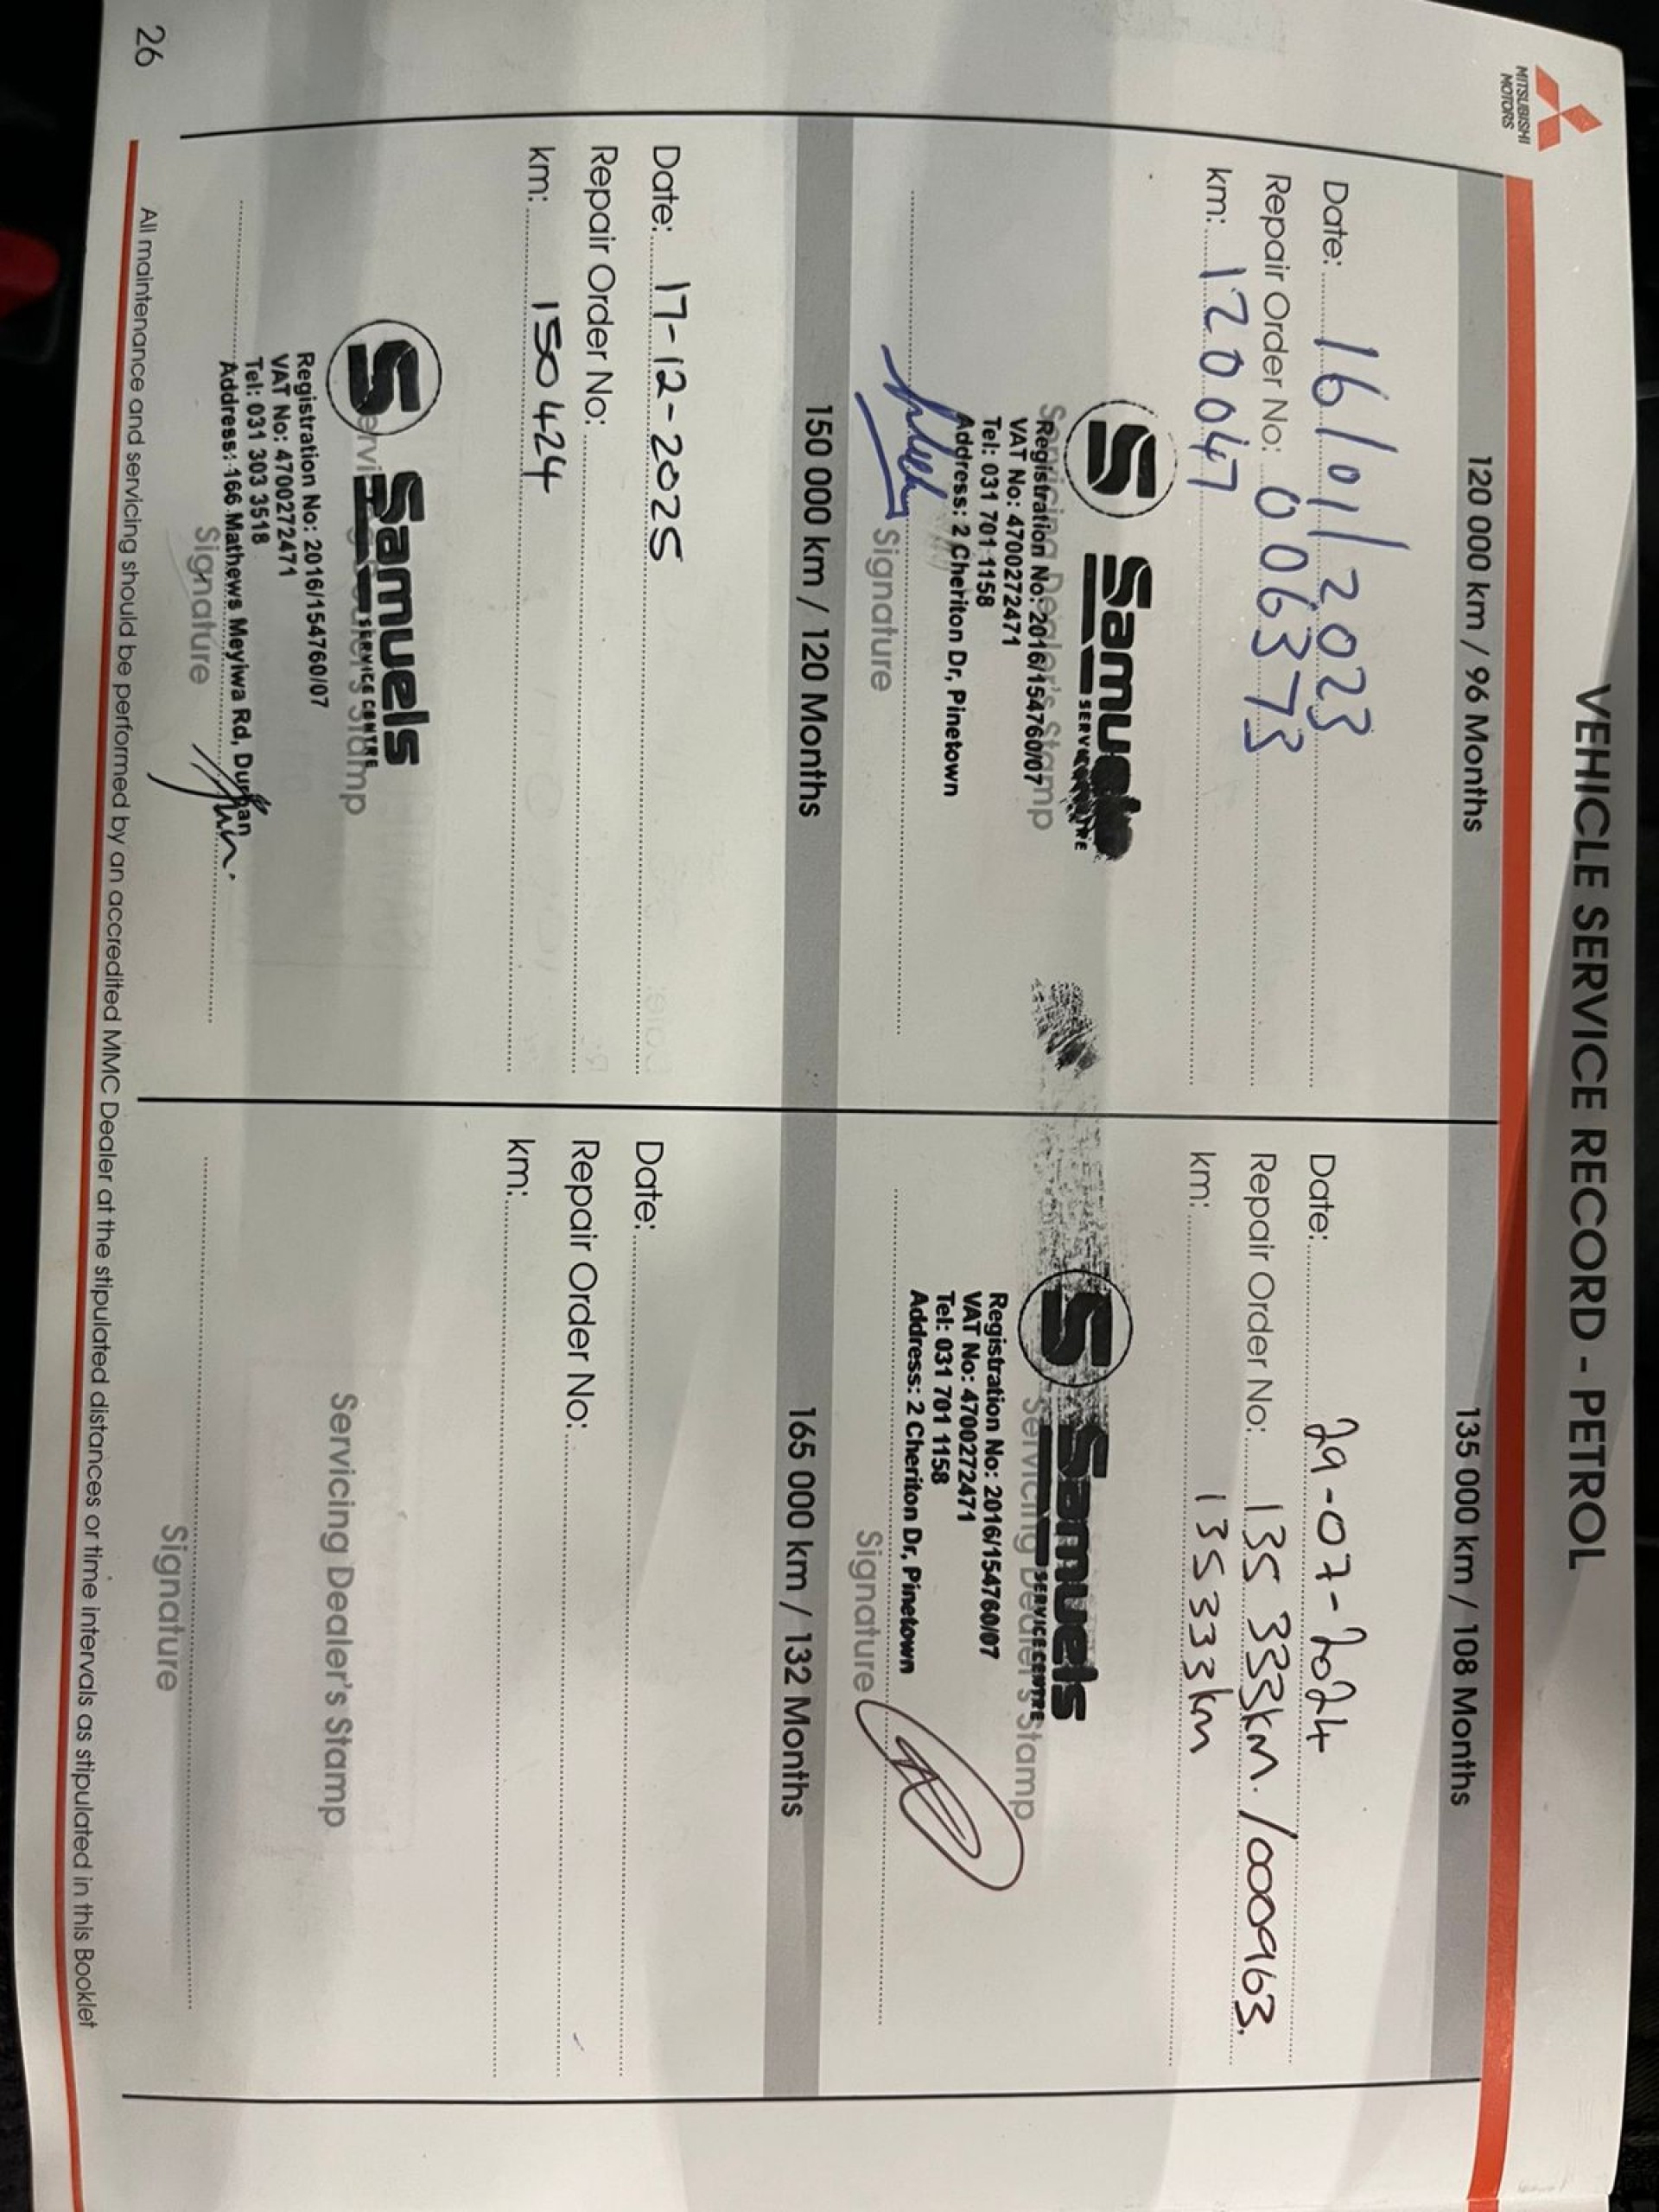 MITSUBISHI
MOTORS
VEHICLE SERVICE RECORD - PETROL
120 000 km / 96 Months
Date: 16/01/2023
Repair Order No: 006373
km: 120047
Samuels
SERVICE CENTRE
Servicing Dealer's Stamp
Registration No: 2016/154760/07
VAT No: 4700272471
Tel: 031 701 1158
Address: 2 Cheriton Dr, Pinetown
Signature
135 000 km / 108 Months
Date: 29-07-2024
Repair Order No: 135 333km. /000963.
km: 135 333km
Samuels
SERVICE CENTRE
Servicing Dealer's Stamp
Registration No: 2016/154760/07
VAT No: 4700272471
Tel: 031 701 1158
Address: 2 Cheriton Dr, Pinetown
Signature
150 000 km / 120 Months
Date: 17-12-2025
Repair Order No:
km: 150 424
Samuels
SERVICE CENTRE
Servicing Dealer's Stamp
Registration No: 2016/154760/07
VAT No: 4700272471
Tel: 031 303 3518
Address: 166 Mathews Meyiwa Rd, Durban
Signature
165 000 km / 132 Months
Date:
Repair Order No:
km:
Servicing Dealer's Stamp
Signature
All maintenance and servicing should be performed by an accredited MMC Dealer at the stipulated distances or time intervals as stipulated in this Booklet
26